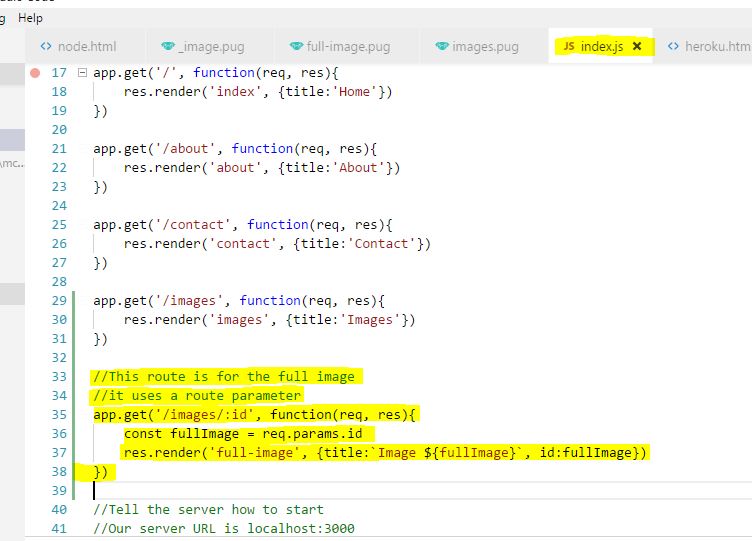 Help
node.html
_image.pug
full-image.pug
images.pug
JS index.js ×
heroku.htm
17 app.get('/', function(req, res){
18 res.render('index', {title:'Home'})
19 })
20
21 app.get('/about', function(req, res){
22 res.render('about', {title:'About'})
23 })
24
25 app.get('/contact', function(req, res){
26 res.render('contact', {title:'Contact'})
27 })
28
29 app.get('/images', function(req, res){
30 res.render('images', {title:'Images'})
31 })
32
33 //This route is for the full image
34 //it uses a route parameter
35 app.get('/images/:id', function(req, res){
36 const fullImage = req.params.id
37 res.render('full-image', {title:`Image ${fullImage}`, id:fullImage})
38 })
39
40 //Tell the server how to start
41 //Our server URL is localhost:3000
\mc...